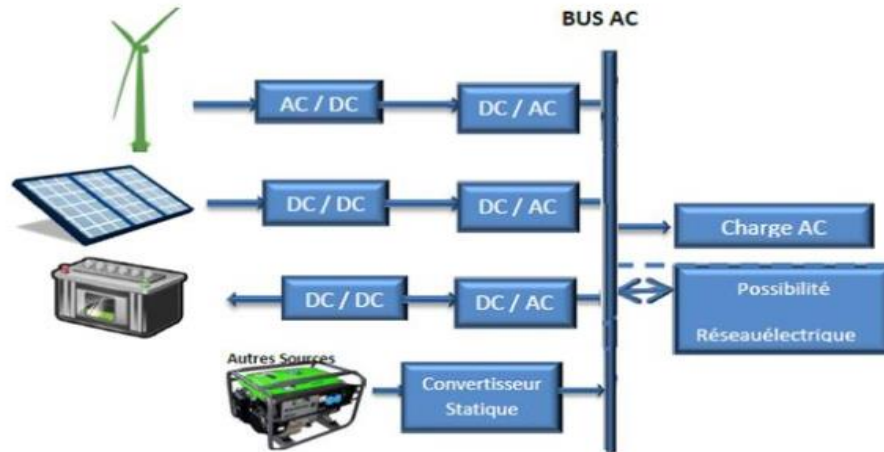 BUS AC
AC / DC
DC / AC
DC / DC
DC / AC
Charge AC
DC / DC
DC / AC
Possibilité
Réseauélectrique
Autres Sources
Convertisseur
Statique